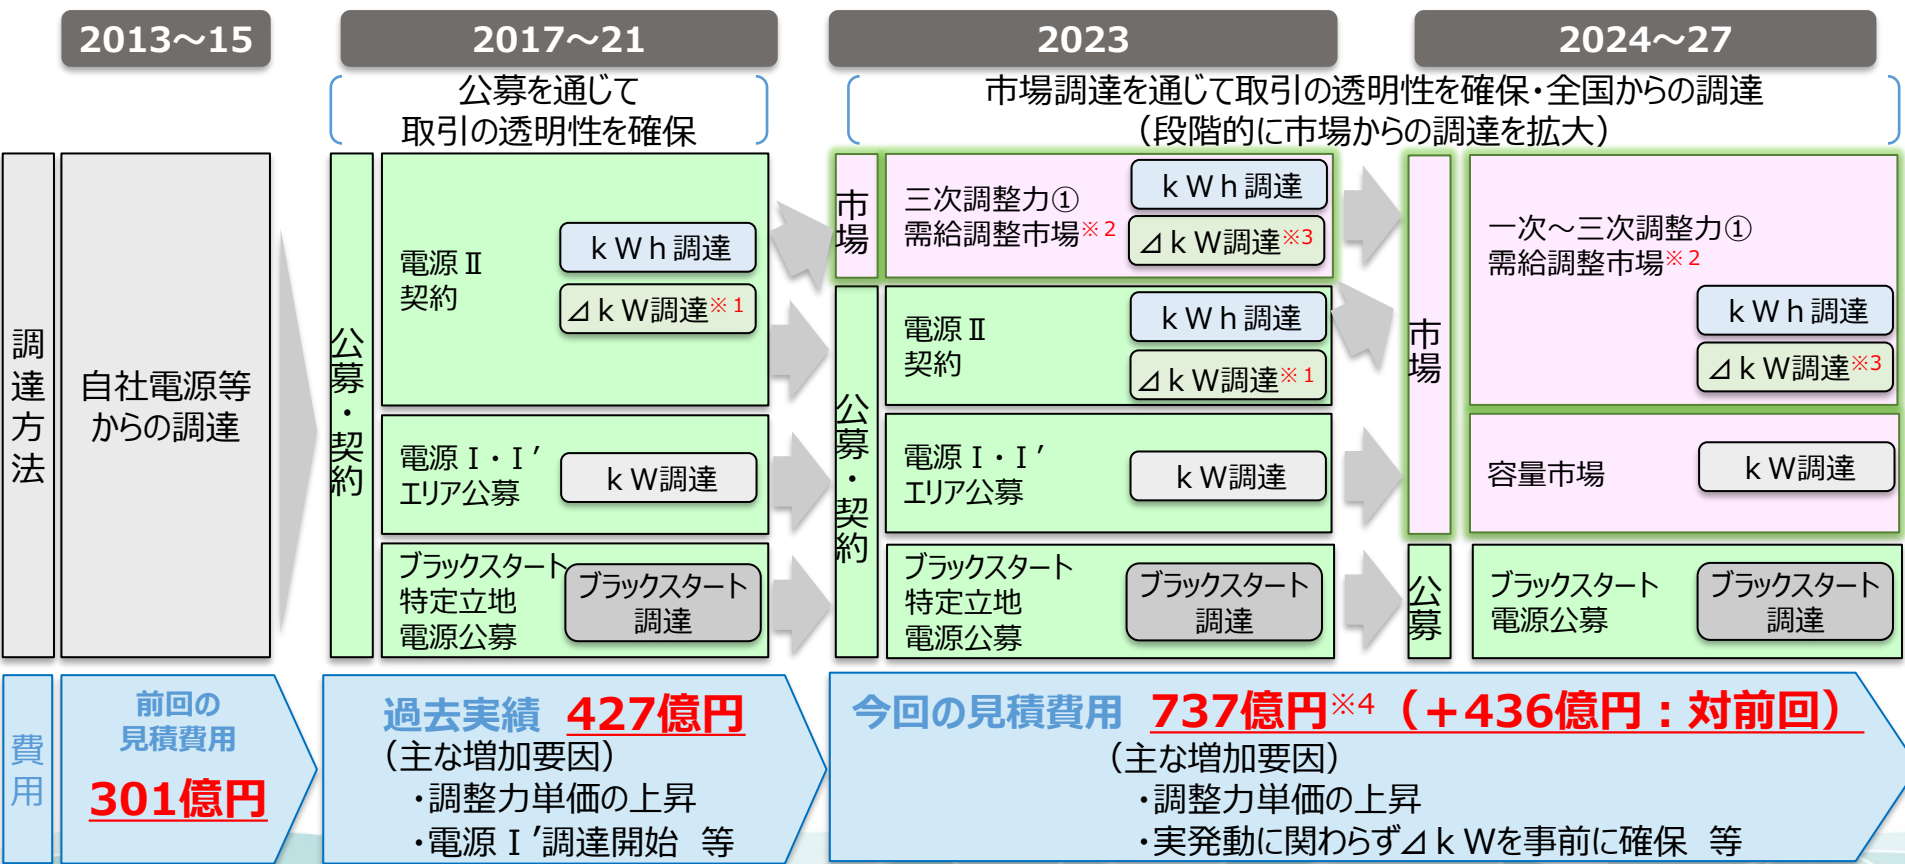 2013～15
2017～21
2023
2024～27
公募を通じて
取引の透明性を確保
市場調達を通じて取引の透明性を確保・全国からの調達
（段階的に市場からの調達を拡大）
調達方法
自社電源等
からの調達
公募・契約
電源Ⅱ
契約
ｋＷｈ調達
⊿ｋＷ調達※1
電源Ⅰ・Ⅰ′
エリア公募
ｋＷ調達
ブラックスタート
特定立地
電源公募
ブラックスタート
調達
市場
三次調整力①
需給調整市場※2
ｋＷｈ調達
⊿ｋＷ調達※3
公募・契約
電源Ⅱ
契約
ｋＷｈ調達
⊿ｋＷ調達※1
電源Ⅰ・Ⅰ′
エリア公募
ｋＷ調達
ブラックスタート
特定立地
電源公募
ブラックスタート
調達
市場
一次～三次調整力①
需給調整市場※2
ｋＷｈ調達
⊿ｋＷ調達※3
容量市場
ｋＷ調達
公募
ブラックスタート
電源公募
ブラックスタート
調達
費用
前回の
見積費用
301億円
過去実績 427億円
（主な増加要因）
・調整力単価の上昇
・電源Ⅰ′調達開始 等
今回の見積費用 737億円※4（+436億円：対前回）
（主な増加要因）
・調整力単価の上昇
・実発動に関わらず⊿ｋＷを事前に確保 等